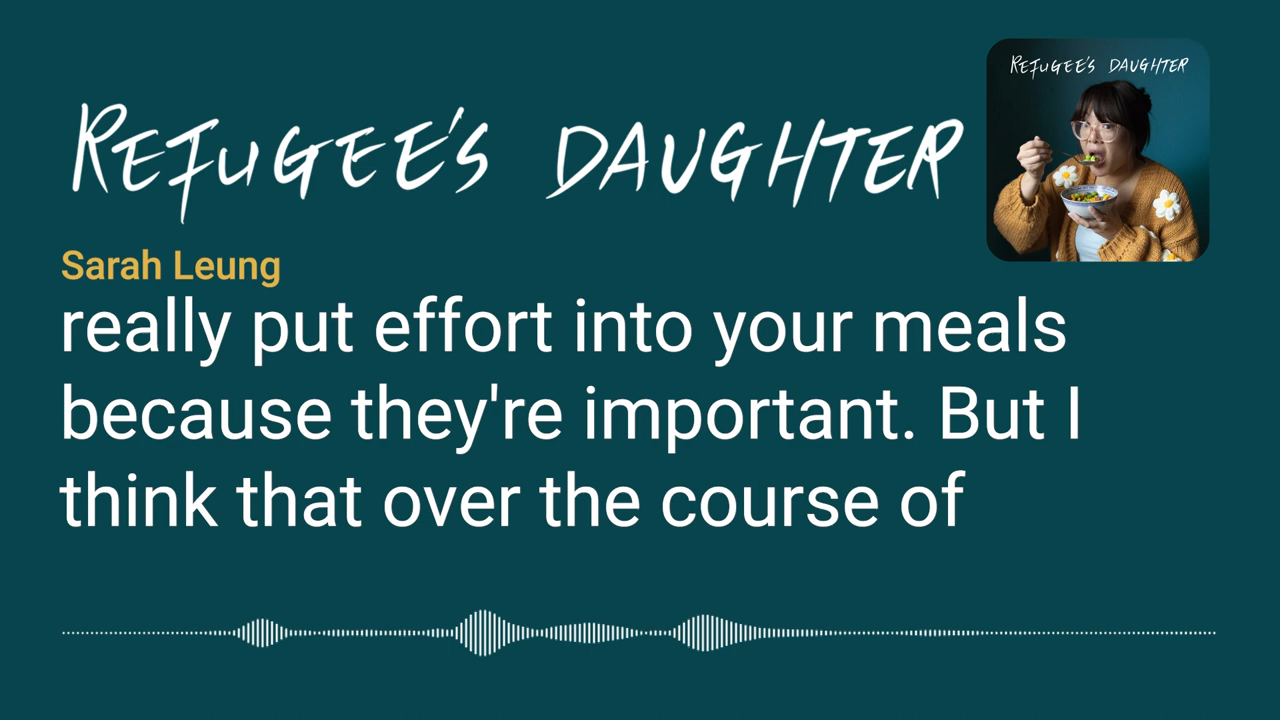 REFUGEE'S DAUGHTER
REFUGEE'S DAUGHTER
Sarah Leung
really put effort into your meals
because they're important. But I
think that over the course of